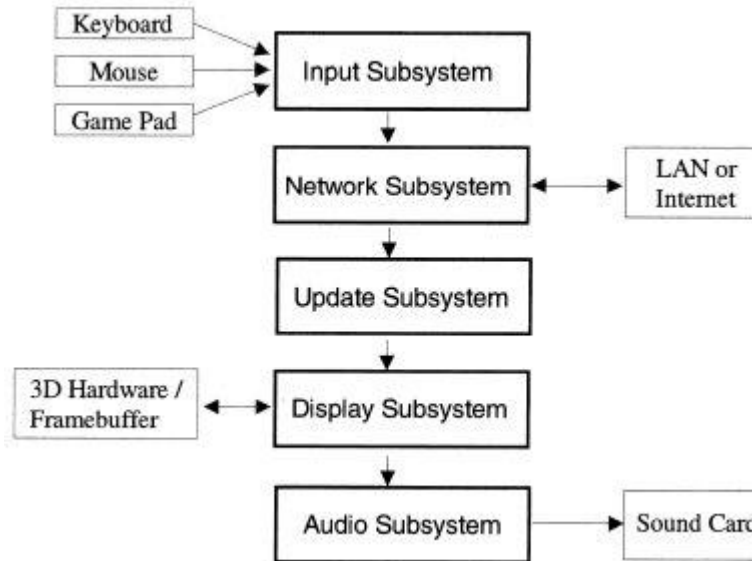 Keyboard
Mouse
Game Pad
Input Subsystem
Network Subsystem
LAN or
Internet
Update Subsystem
3D Hardware /
Framebuffer
Display Subsystem
Audio Subsystem
Sound Card